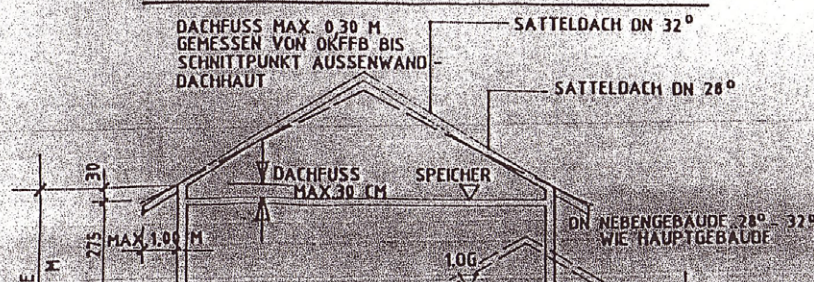 DACHFUSS MAX. 0,30 M
GEMESSEN VON OKFFB BIS
SCHNITTPUNKT AUSSENWAND -
DACHHAUT
SATTELDACH DN 32°
SATTELDACH DN 28°
30
DACHFUSS
MAX.30 CM
SPEICHER
275
MAX.1.00 M
DN NEBENGEBÄUDE 28° - 32°
WIE HAUPTGEBÄUDE
1.OG
M